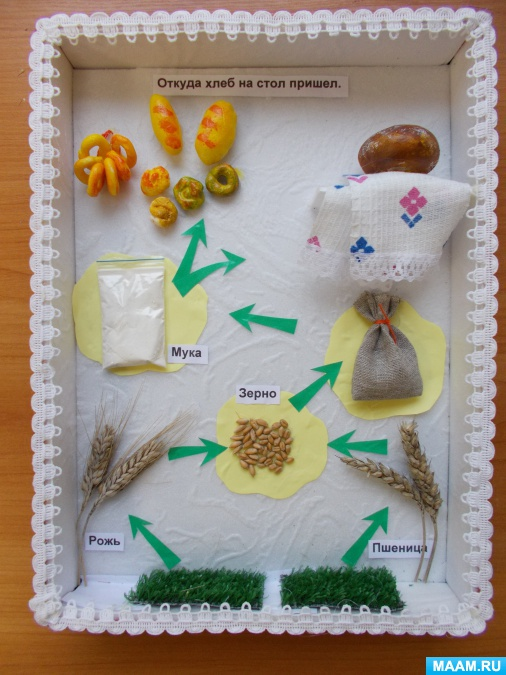 Откуда хлеб на стол пришел.
Мука
Зерно
Рожь
Пшеница
MAAM.RU